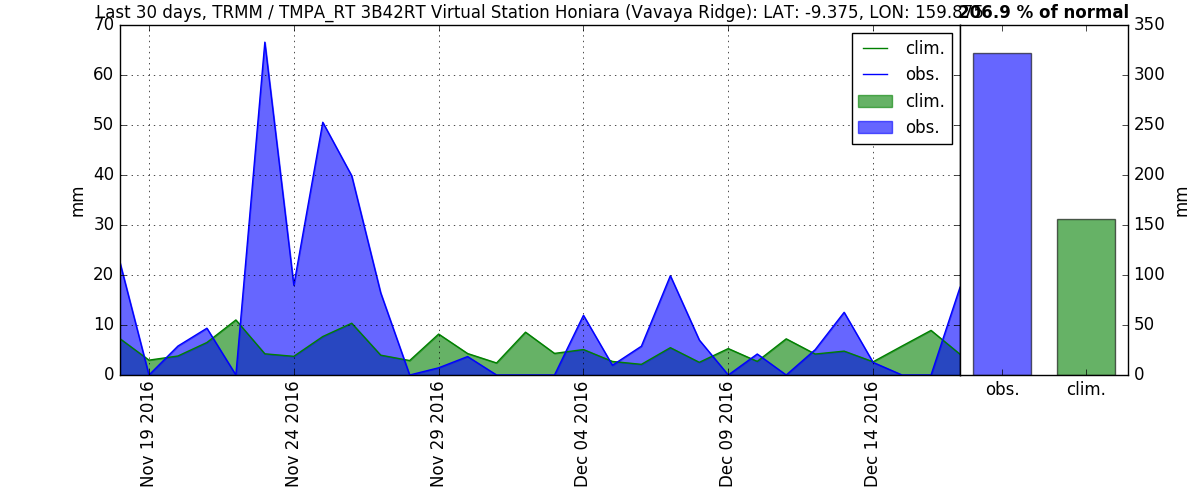 Last 30 days, TRMM / TMPA_RT 3B42RT Virtual Station Honiara (Vavaya Ridge): LAT: -9.375, LON: 159.875
206.9 % of normal
70
60
50
40
30
20
10
0
mm
clim.
obs.
clim.
obs.
Nov 19 2016
Nov 24 2016
Nov 29 2016
Dec 04 2016
Dec 09 2016
Dec 14 2016
350
300
250
200
150
100
50
0
mm
obs.
clim.